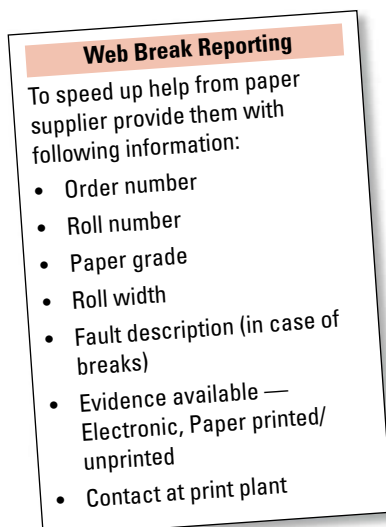 Web Break Reporting
To speed up help from paper
supplier provide them with
following information:
• Order number
• Roll number
• Paper grade
• Roll width
• Fault description (in case of
breaks)
• Evidence available —
Electronic, Paper printed/
unprinted
• Contact at print plant